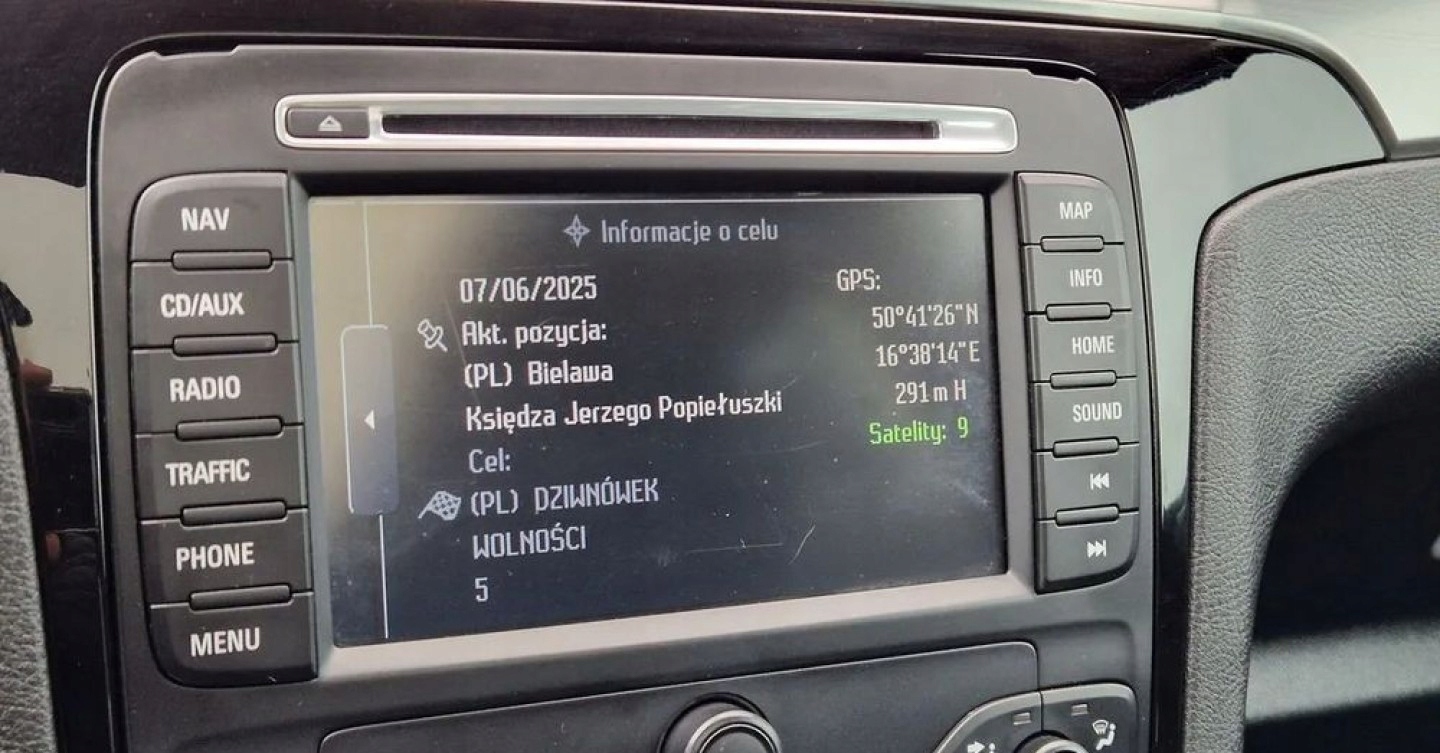 NAV
CD/AUX
RADIO
TRAFFIC
PHONE
MENU
Informacje o celu
07/06/2025
Akt. pozycja:
(PL) Bielawa
Księdza Jerzego Popiełuszki
Cel:
(PL) DZIWNÓWEK
WOLNOŚCI
5
GPS:
50°41'26"N
16°38'14"E
291m H
Satelity: 9
MAP
INFO
HOME
SOUND